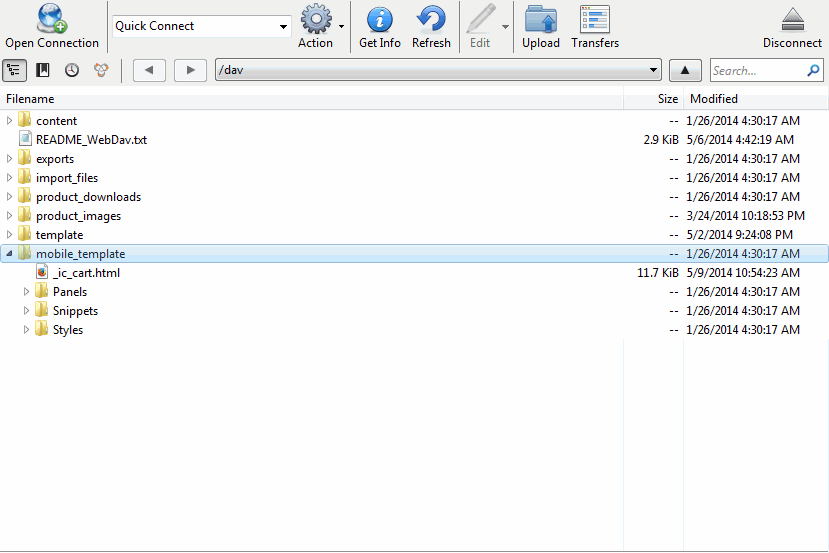 Open Connection
Quick Connect
Action
Get Info
Refresh
Edit
Upload
Transfers
Disconnect
/dav
Search...
Filename Size Modified
content -- 1/26/2014 4:30:17 AM
README_WebDav.txt 2.9 KiB 5/6/2014 4:42:19 AM
exports -- 1/26/2014 4:30:17 AM
import_files -- 1/26/2014 4:30:17 AM
product_downloads -- 1/26/2014 4:30:17 AM
product_images -- 3/24/2014 10:18:53 PM
template -- 5/2/2014 9:24:08 PM
mobile_template -- 1/26/2014 4:30:17 AM
_ic_cart.html 11.7 KiB 5/9/2014 10:54:23 AM
Panels -- 1/26/2014 4:30:17 AM
Snippets -- 1/26/2014 4:30:17 AM
Styles -- 1/26/2014 4:30:17 AM